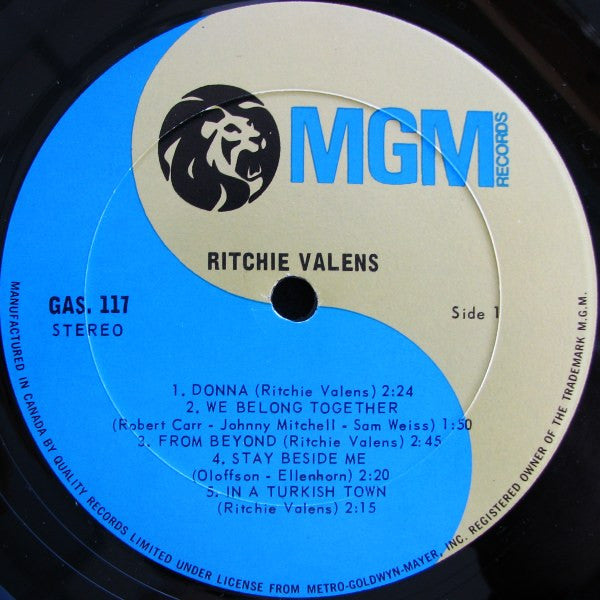 MGM
RECORDS
RITCHIE VALENS
GAS. 117
STEREO
Side 1
1. DONNA (Ritchie Valens) 2:24
2. WE BELONG TOGETHER
(Robert Carr - Johnny Mitchell - Sam Weiss) 1:50
3. FROM BEYOND (Ritchie Valens) 2:45
4. STAY BESIDE ME
(Oloffson - Ellenhorn) 2:20
5. IN A TURKISH TOWN
(Ritchie Valens) 2:15
MANUFACTURED IN CANADA BY QUALITY RECORDS LIMITED UNDER LICENSE FROM METRO-GOLDWYN-MAYER, INC. REGISTERED OWNER OF THE TRADEMARK M.G.M.